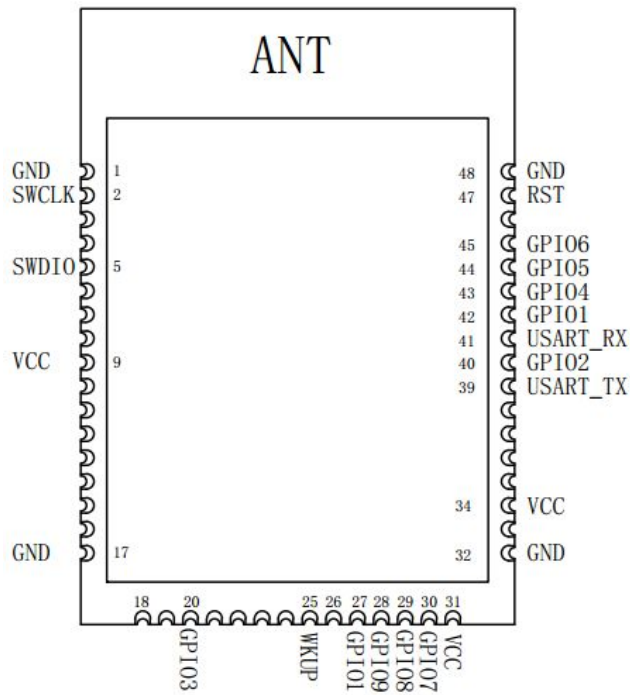 ANT
GND 1 48 GND
SWCLK 2 47 RST
45 GPIO6
SWDIO 5 44 GPIO5
43 GPIO4
42 GPIO1
41 USART_RX
VCC 9 40 GPIO2
39 USART_TX
34 VCC
GND 17 32 GND
18 20 25 26 27 28 29 30 31
GPIO3 WKUP GPIO1 GPIO9 GPIO8 GPIO7 VCC